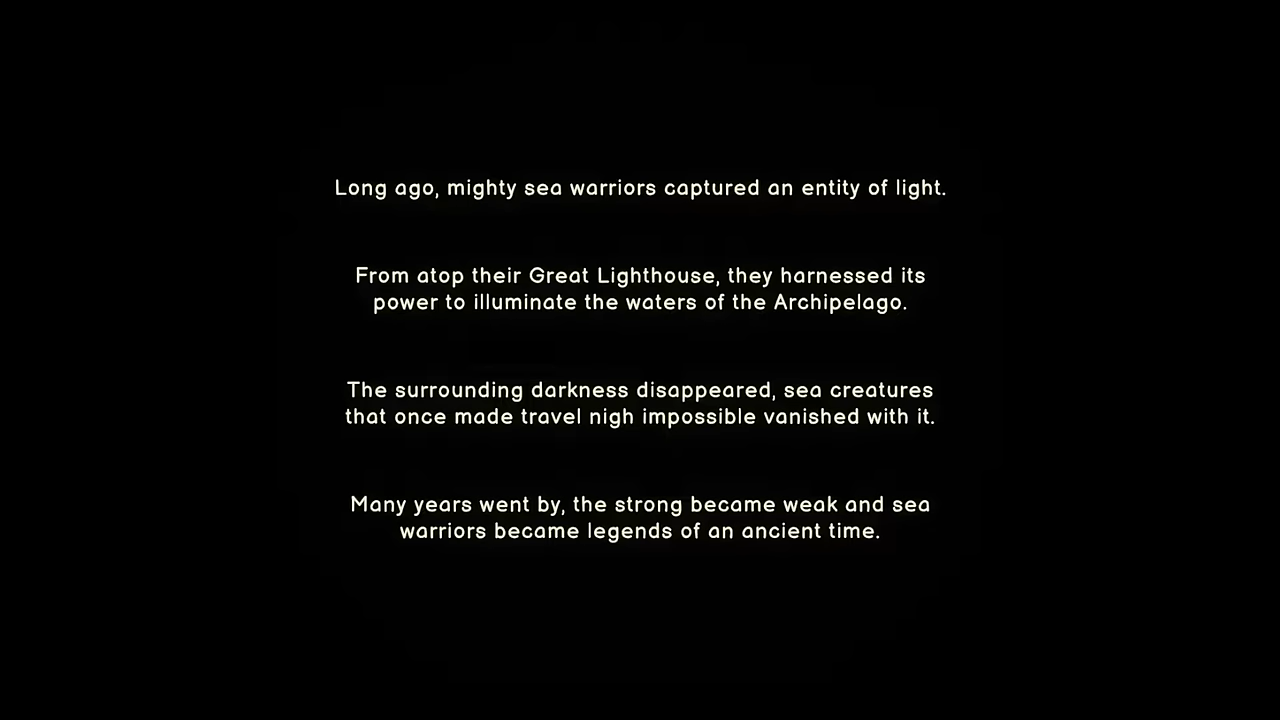 Long ago, mighty sea warriors captured an entity of light.
From atop their Great Lighthouse, they harnessed its
power to illuminate the waters of the Archipelago.
The surrounding darkness disappeared, sea creatures
that once made travel nigh impossible vanished with it.
Many years went by, the strong became weak and sea
warriors became legends of an ancient time.